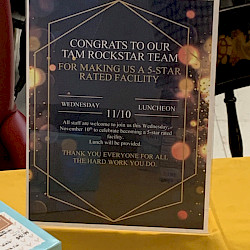 CONGRATS TO OUR
TAM ROCKSTAR TEAM
FOR MAKING US A 5-STAR
RATED FACILITY
WEDNESDAY
LUNCHEON
11/10
All staff are welcome to join us this Wednesday
November 10th to celebrate becoming a 5-star rated
facility.
Lunch will be provided.
THANK YOU EVERYONE FOR ALL
THE HARD WORK YOU DO.